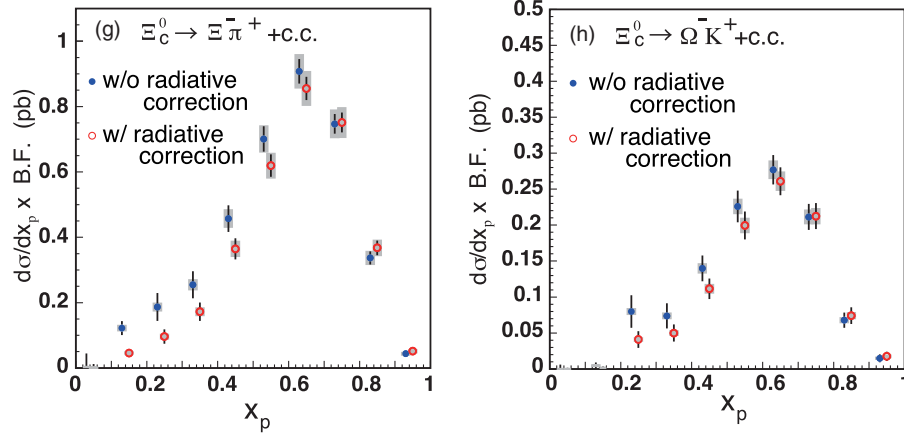 (g) Ξc⁰ → Ξ⁻π⁺ +c.c.
w/o radiative
correction
w/ radiative
correction
dσ/dxp x B.F. (pb)
1
0.8
0.6
0.4
0.2
0
0 0.2 0.4 0.6 0.8 1
xp
(h) Ξc⁰ → Ω⁻K⁺+c.c.
w/o radiative
correction
w/ radiative
correction
dσ/dxp x B.F. (pb)
0.5
0.45
0.4
0.35
0.3
0.25
0.2
0.15
0.1
0.05
0
0 0.2 0.4 0.6 0.8 1
xp